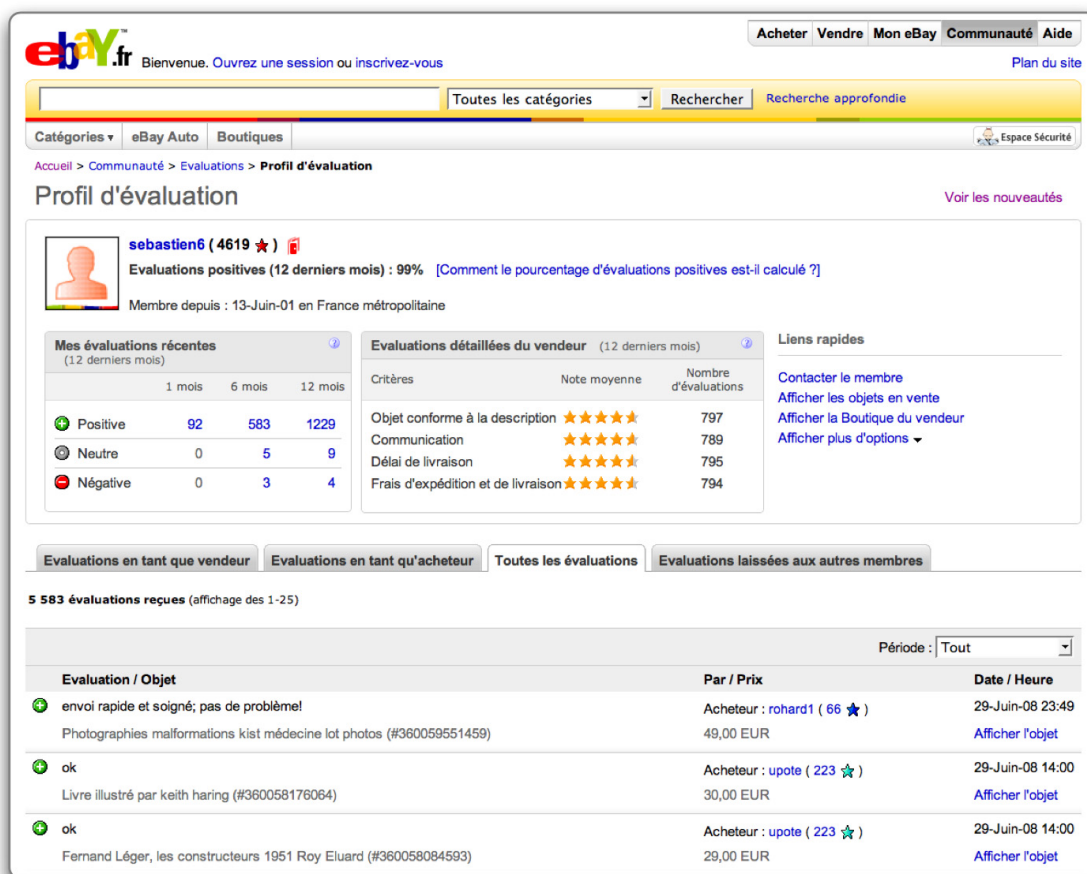 Acheter Vendre Mon eBay Communauté Aide
ebaY.fr Bienvenue. Ouvrez une session ou inscrivez-vous Plan du site
Toutes les catégories Rechercher Recherche approfondie
Catégories eBay Auto Boutiques Espace Sécurité
Accueil > Communauté > Evaluations > Profil d'évaluation
Profil d'évaluation Voir les nouveautés
sebastien6 ( 4619 )
Evaluations positives (12 derniers mois) : 99% [Comment le pourcentage d'évaluations positives est-il calculé ?]
Membre depuis : 13-Juin-01 en France métropolitaine
Mes évaluations récentes
(12 derniers mois)
1 mois 6 mois 12 mois
Positive 92 583 1229
Neutre 0 5 9
Négative 0 3 4
Evaluations détaillées du vendeur (12 derniers mois)
Critères Note moyenne Nombre d'évaluations
Objet conforme à la description 797
Communication 789
Délai de livraison 795
Frais d'expédition et de livraison 794
Liens rapides
Contacter le membre
Afficher les objets en vente
Afficher la Boutique du vendeur
Afficher plus d'options
Evaluations en tant que vendeur Evaluations en tant qu'acheteur Toutes les évaluations Evaluations laissées aux autres membres
5 583 évaluations reçues (affichage des 1-25)
Période : Tout
Evaluation / Objet Par / Prix Date / Heure
envoi rapide et soigné; pas de problème! Acheteur : rohard1 ( 66 ) 29-Juin-08 23:49
Photographies malformations kist médecine lot photos (#360059551459) 49,00 EUR Afficher l'objet
ok Acheteur : upote ( 223 ) 29-Juin-08 14:00
Livre illustré par keith haring (#360058176064) 30,00 EUR Afficher l'objet
ok Acheteur : upote ( 223 ) 29-Juin-08 14:00
Fernand Léger, les constructeurs 1951 Roy Eluard (#360058084593) 29,00 EUR Afficher l'objet